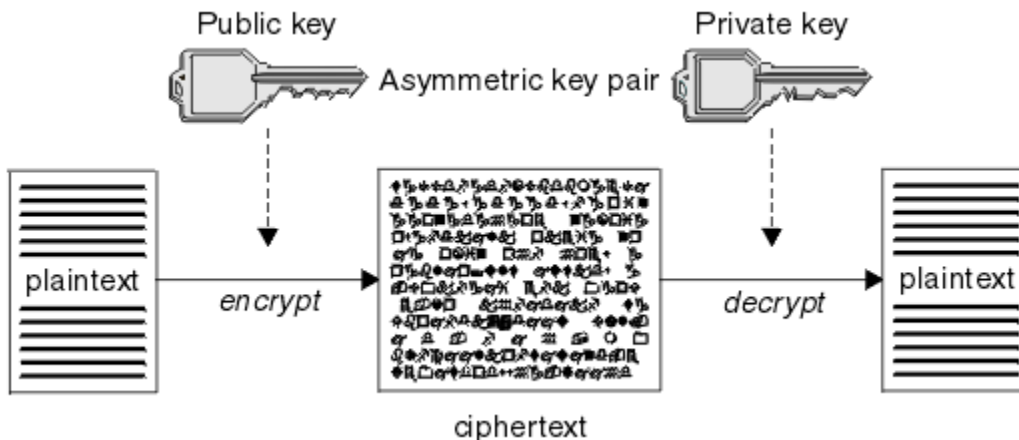 Public key
Private key
Asymmetric key pair
plaintext
encrypt
decrypt
plaintext
ciphertext